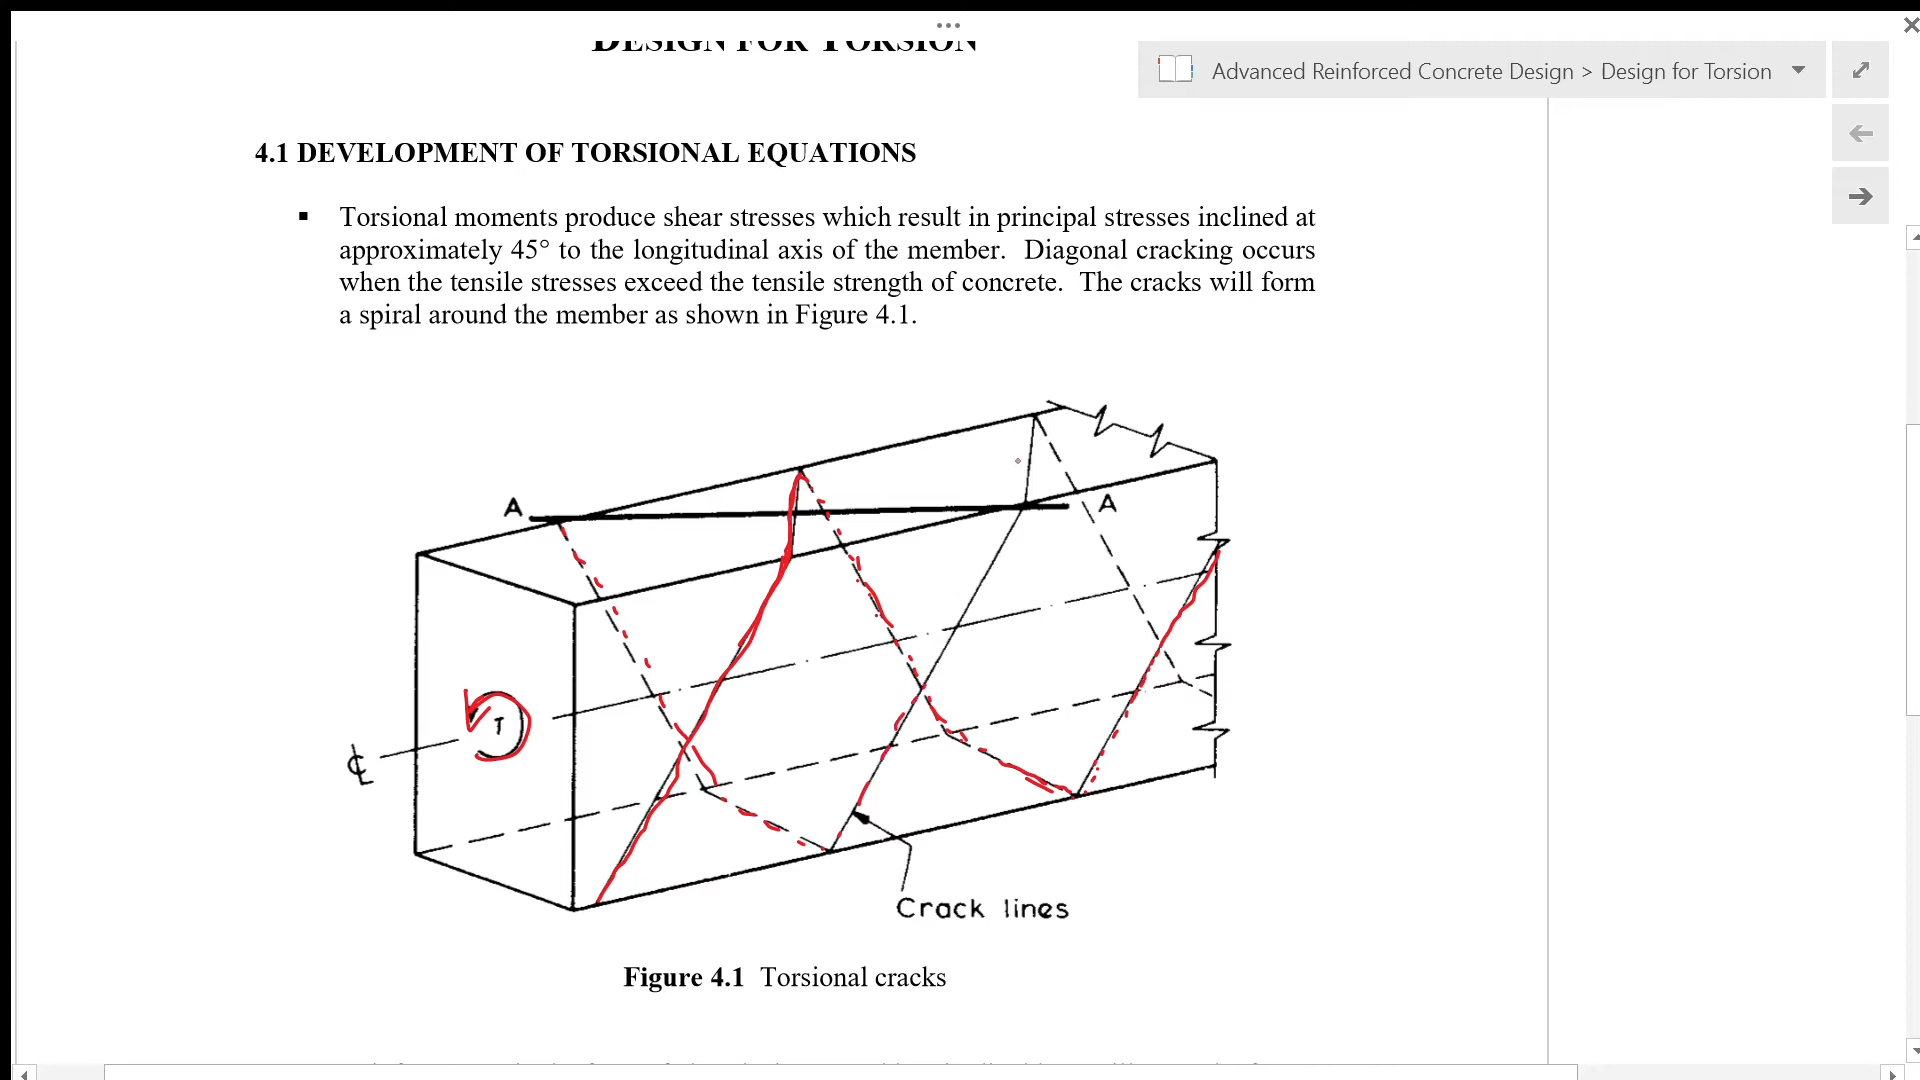 DESIGN FOR TORSION
Advanced Reinforced Concrete Design > Design for Torsion
4.1 DEVELOPMENT OF TORSIONAL EQUATIONS
▪ Torsional moments produce shear stresses which result in principal stresses inclined at
approximately 45° to the longitudinal axis of the member. Diagonal cracking occurs
when the tensile stresses exceed the tensile strength of concrete. The cracks will form
a spiral around the member as shown in Figure 4.1.
A
A
T
℄
Crack lines
Figure 4.1 Torsional cracks